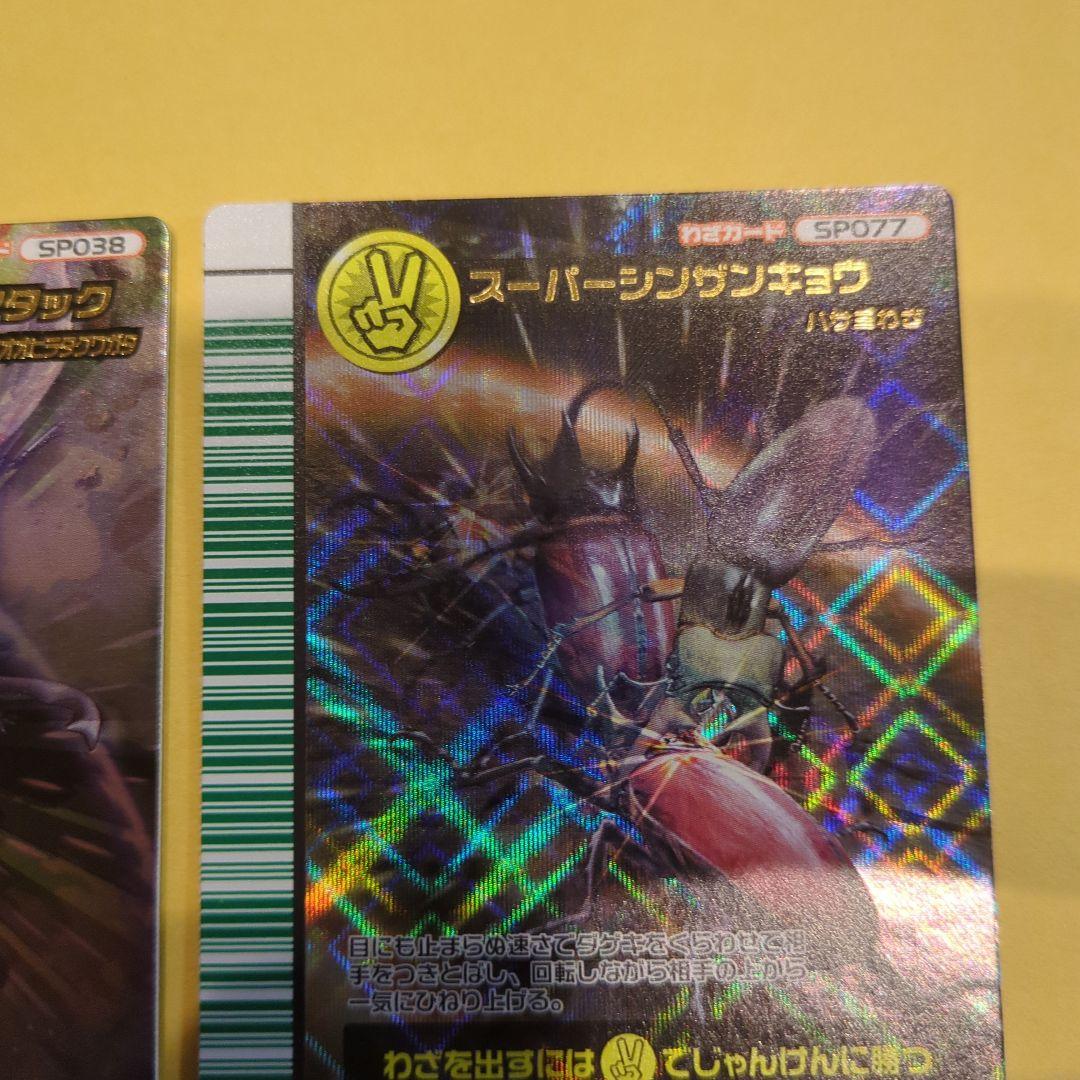 ド SP038
タック
オオヒラタクワガタ
わざカード SP077
スーパーシンザンキョウ
ハサミわざ
目にも止まらぬ速さでダゲキをくらわせて相
手をつきとばし、回転しながら相手の上から
一気にひねり上げる。
わざを出すには でじゃんけんに勝つ